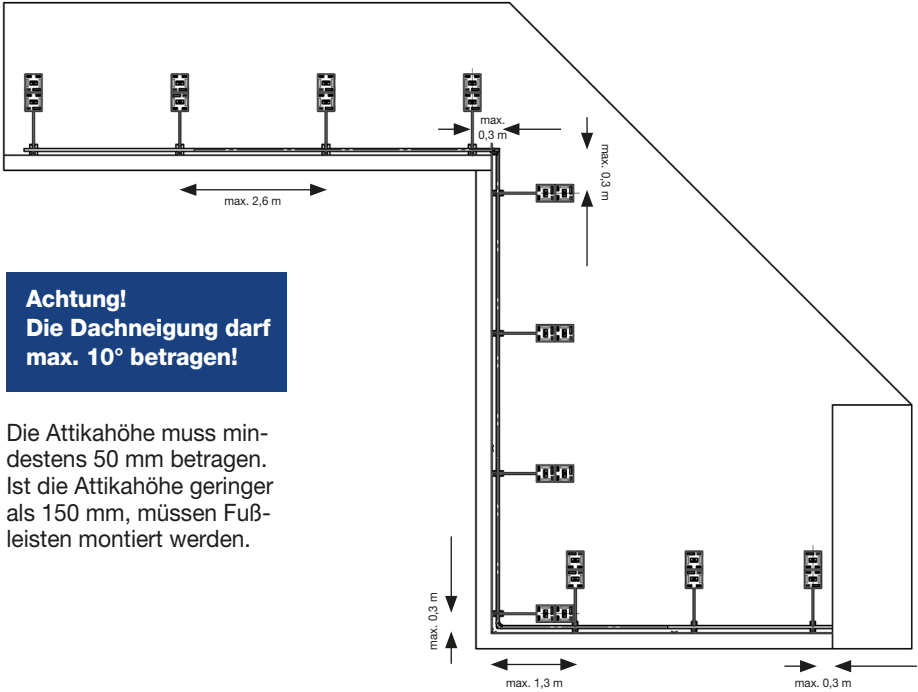 max.
0,3 m
max. 0,3 m
max. 2,6 m
Achtung!
Die Dachneigung darf
max. 10° betragen!
Die Attikahöhe muss min-
destens 50 mm betragen.
Ist die Attikahöhe geringer
als 150 mm, müssen Fuß-
leisten montiert werden.
max. 0,3 m
max. 1,3 m
max. 0,3 m